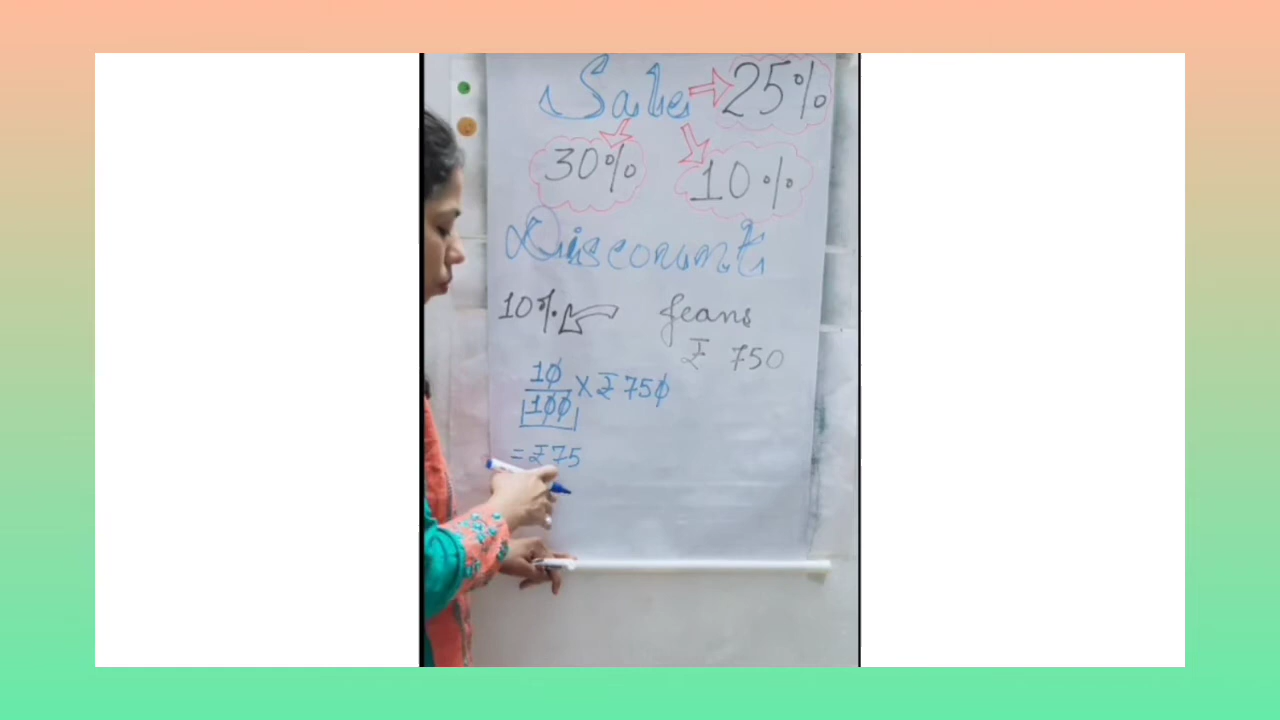 Sale → 25%
30% 10%
Discount
10% Jeans
₹ 750
10/100 × ₹ 750
= ₹ 75